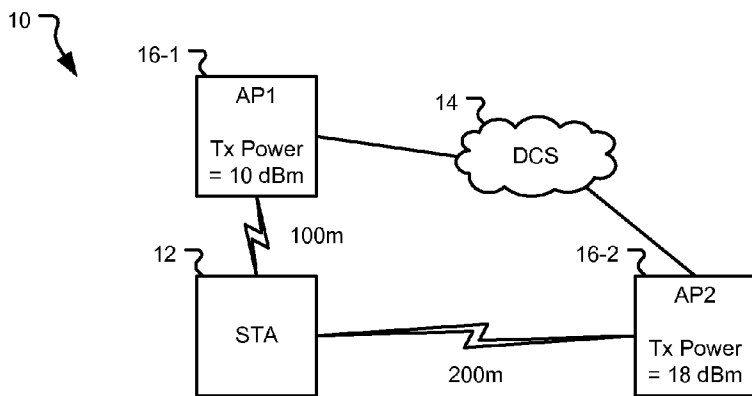 10
16-1
AP1
Tx Power
= 10 dBm
14
DCS
100m
12
STA
16-2
AP2
Tx Power
= 18 dBm
200m